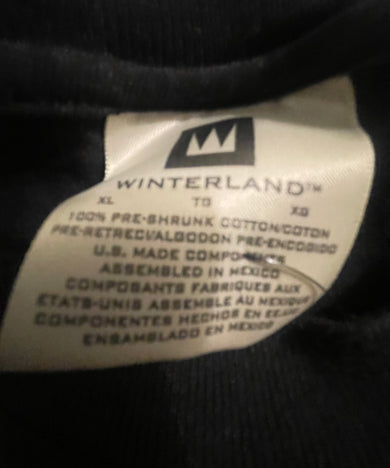 WINTERLAND™
XL TG XG
100% PRE-SHRUNK COTTON/COTON
PRE-RETRECI/ALGODON PRE-ENCOGIDO
U.S. MADE COMPONENTS
ASSEMBLED IN MEXICO
COMPOSANTS FABRIQUES AUX
ETATS-UNIS ASSEMBLE AU MEXIQUE
COMPONENTES HECHOS EN EE.UU.
ENSAMBLADO EN MEXICO